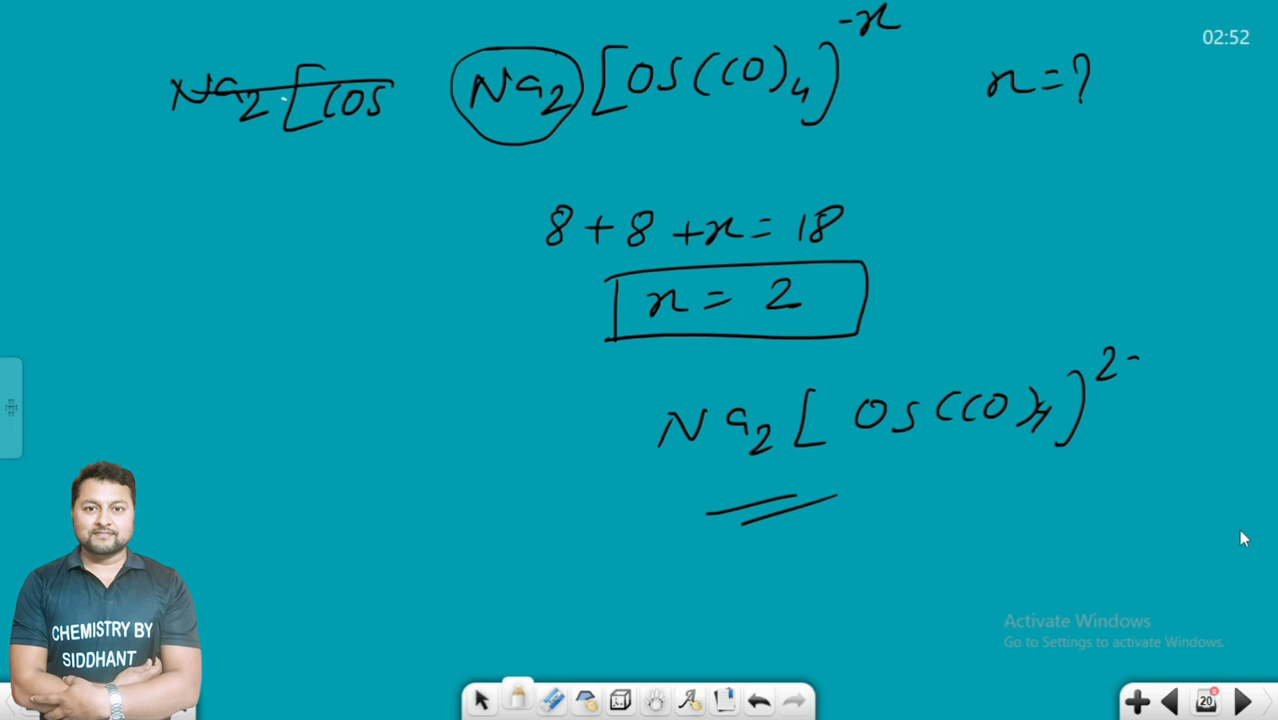 02:52
Na2[COS Na2[OS(CO)4]^-x x=?
8+8+x=18
x=2
Na2[OS(CO)4]^2-
CHEMISTRY BY
SIDDHANT
Activate Windows
Go to Settings to activate Windows.
20